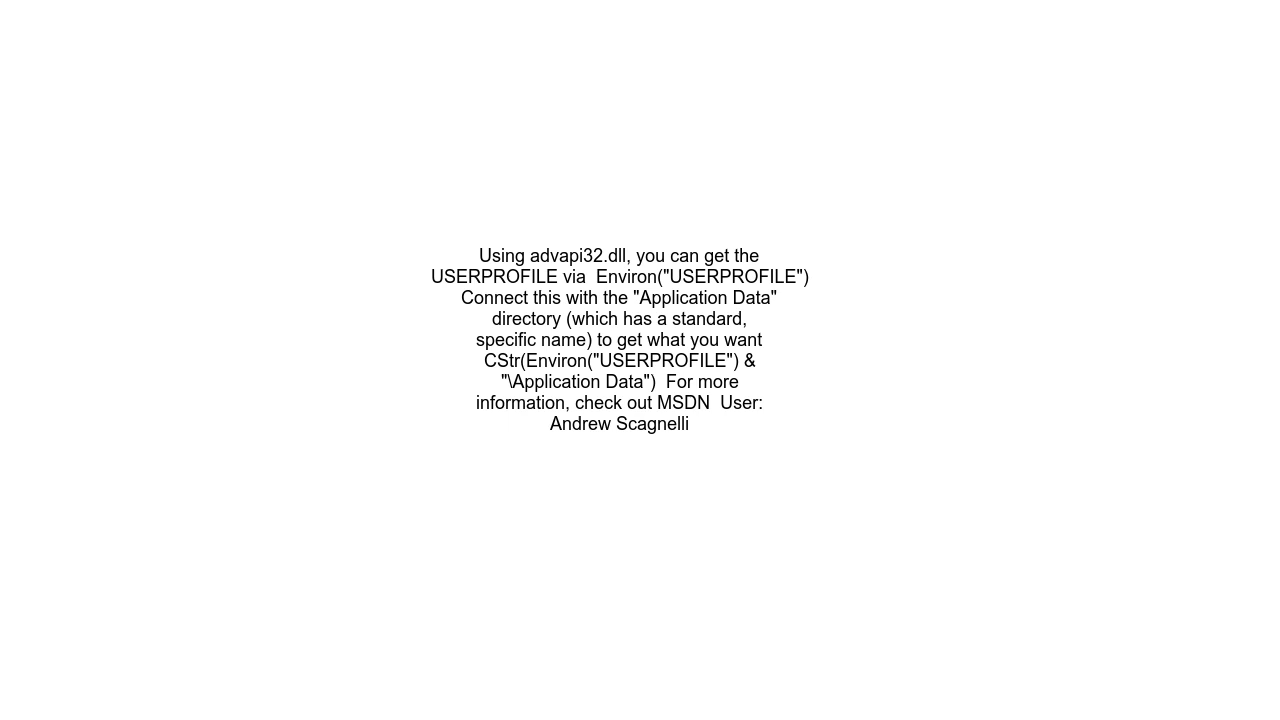 Using advapi32.dll, you can get the
USERPROFILE via  Environ("USERPROFILE")
Connect this with the "Application Data"
directory (which has a standard,
specific name) to get what you want
CStr(Environ("USERPROFILE") &
"\Application Data")  For more
information, check out MSDN  User:
Andrew Scagnelli